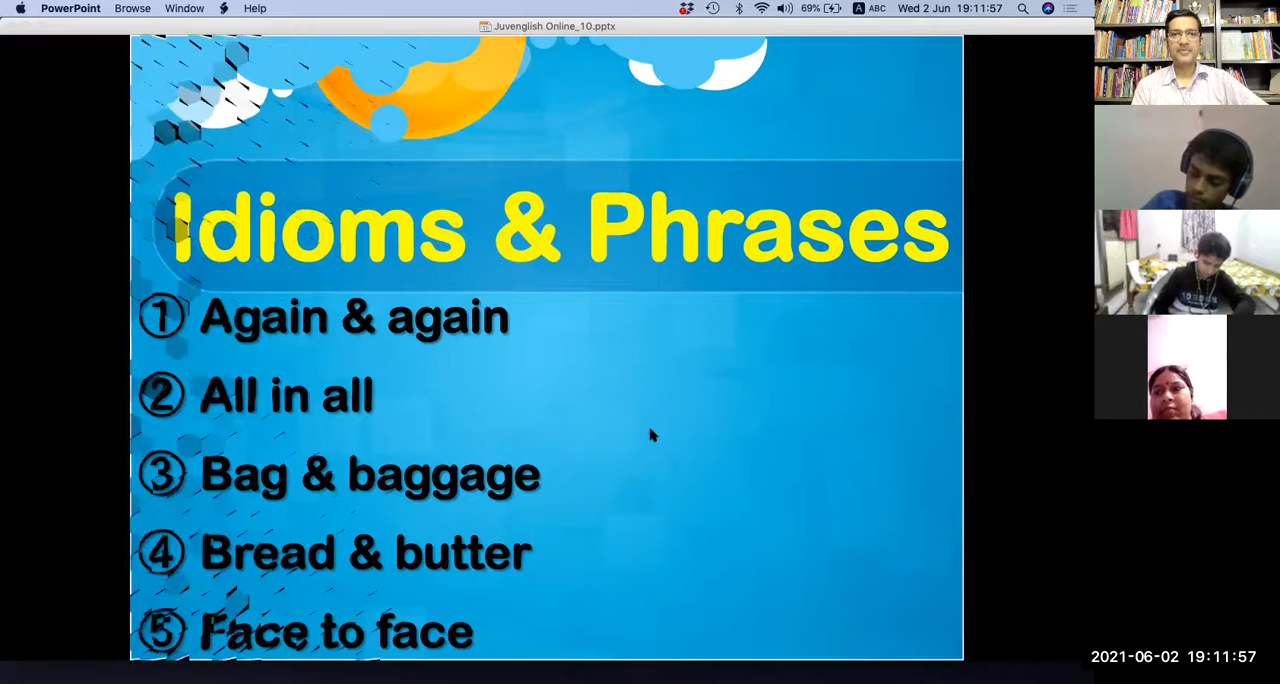 PowerPoint Browse Window Help 69% A ABC Wed 2 Jun 19:11:57
Juvenglish Online_10.pptx
Idioms & Phrases
① Again & again
② All in all
③ Bag & baggage
④ Bread & butter
⑤ Face to face
2021-06-02 19:11:57